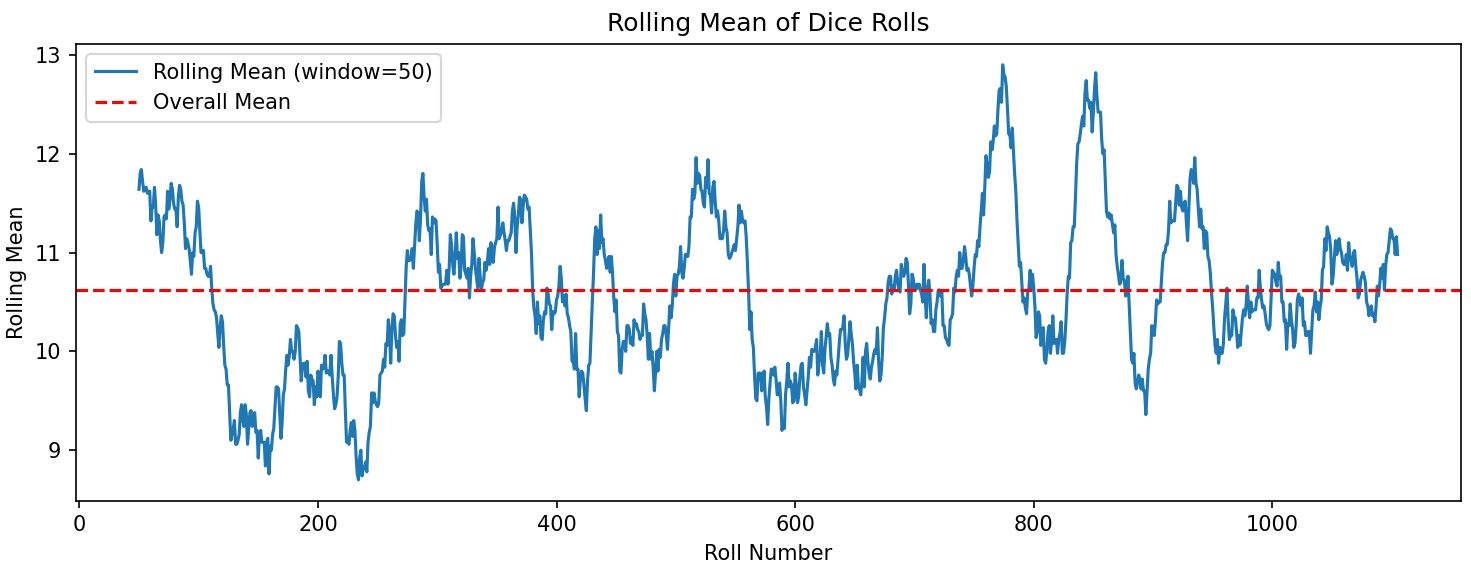 Rolling Mean of Dice Rolls
13
12
11
10
9
Rolling Mean
Rolling Mean (window=50)
Overall Mean
0 200 400 600 800 1000
Roll Number